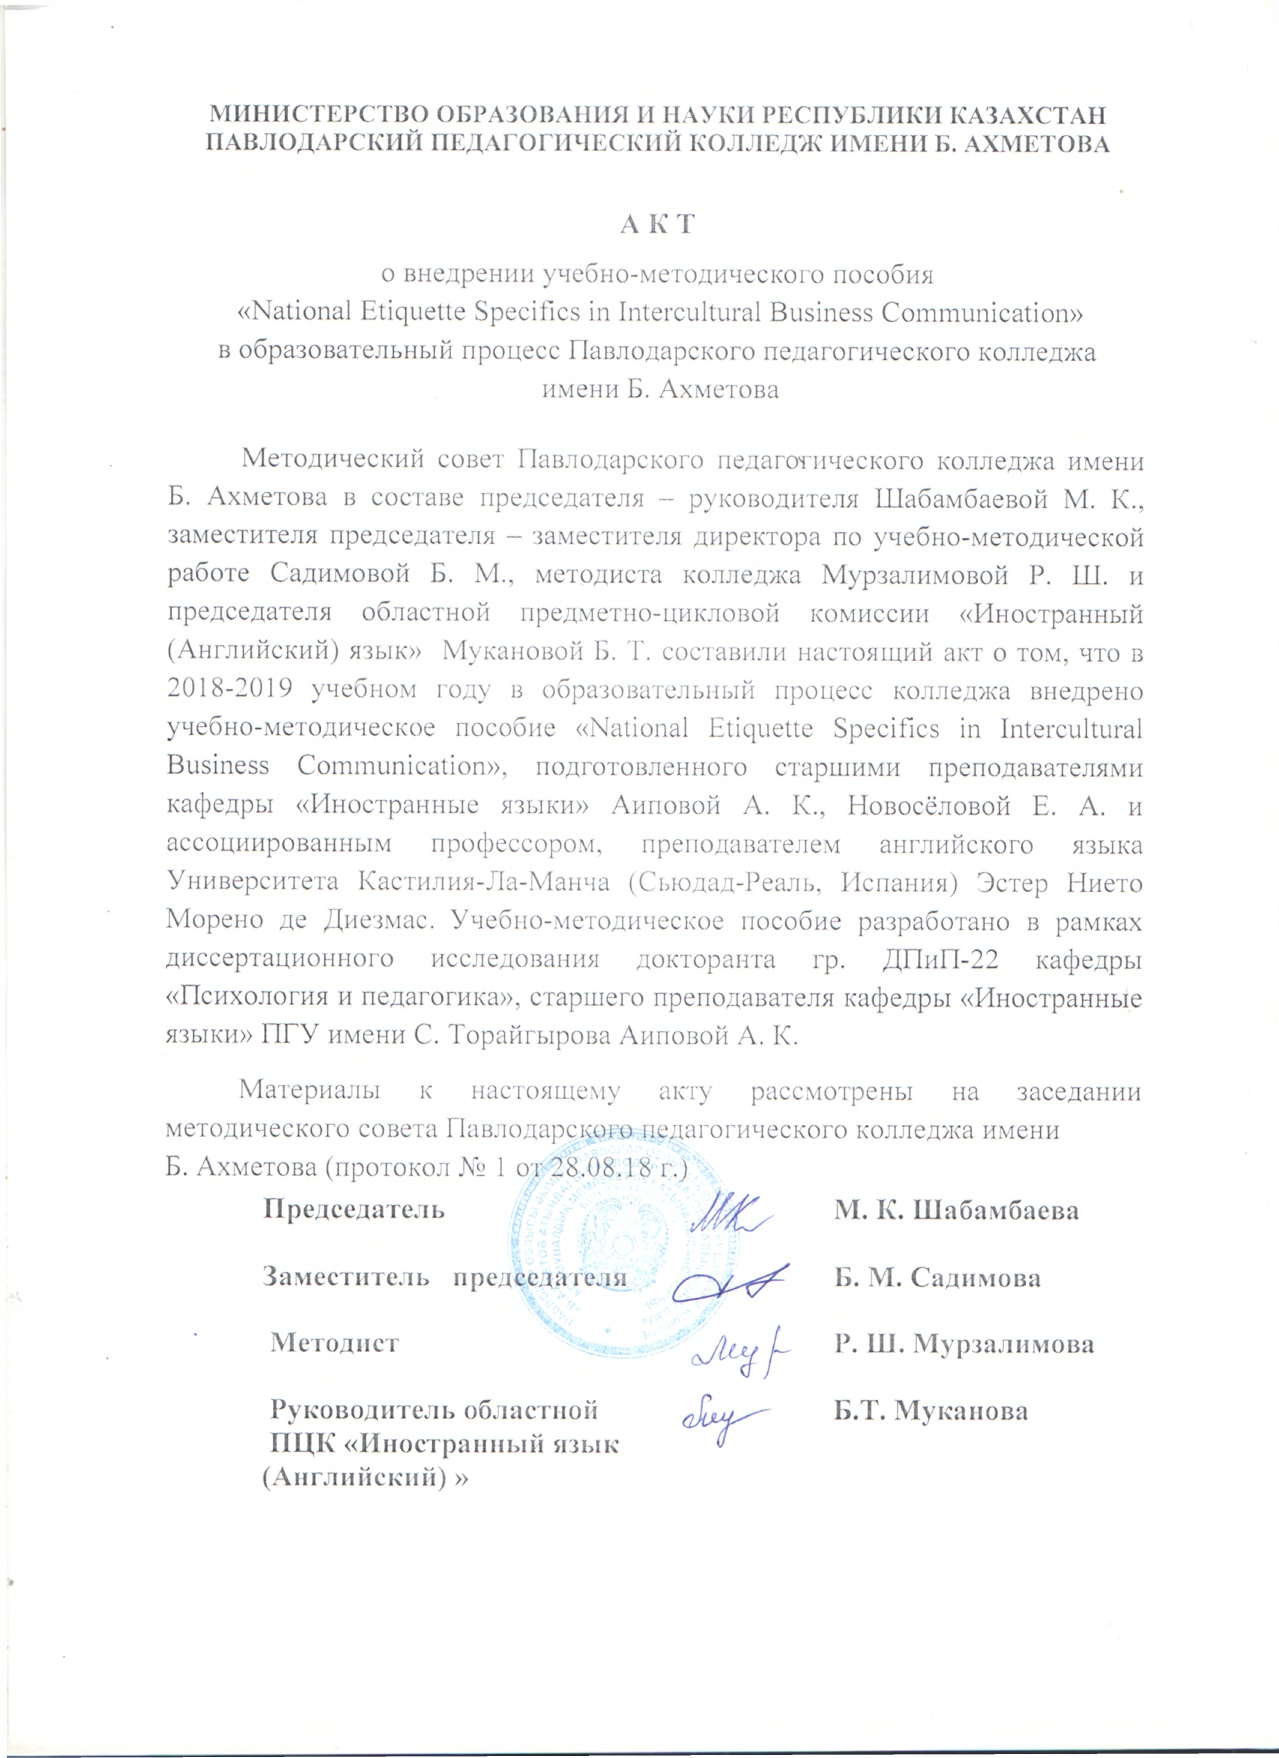 МИНИСТЕРСТВО ОБРАЗОВАНИЯ И НАУКИ РЕСПУБЛИКИ КАЗАХСТАН
ПАВЛОДАРСКИЙ ПЕДАГОГИЧЕСКИЙ КОЛЛЕДЖ ИМЕНИ Б. АХМЕТОВА
А К Т
о внедрении учебно-методического пособия
«National Etiquette Specifics in Intercultural Business Communication»
в образовательный процесс Павлодарского педагогического колледжа
имени Б. Ахметова
Методический совет Павлодарского педагогического колледжа имени
Б. Ахметова в составе председателя – руководителя Шабамбаевой М. К.,
заместителя председателя – заместителя директора по учебно-методической
работе Садимовой Б. М., методиста колледжа Мурзалимовой Р. Ш. и
председателя областной предметно-цикловой комиссии «Иностранный
(Английский) язык» Мукановой Б. Т. составили настоящий акт о том, что в
2018-2019 учебном году в образовательный процесс колледжа внедрено
учебно-методическое пособие «National Etiquette Specifics in Intercultural
Business Communication», подготовленного старшими преподавателями
кафедры «Иностранные языки» Аиповой А. К., Новосёловой Е. А. и
ассоциированным профессором, преподавателем английского языка
Университета Кастилия-Ла-Манча (Сьюдад-Реаль, Испания) Эстер Нието
Морено де Диезмас. Учебно-методическое пособие разработано в рамках
диссертационного исследования докторанта гр. ДПиП-22 кафедры
«Психология и педагогика», старшего преподавателя кафедры «Иностранные
языки» ПГУ имени С. Торайгырова Аиповой А. К.
Материалы к настоящему акту рассмотрены на заседании
методического совета Павлодарского педагогического колледжа имени
Б. Ахметова (протокол № 1 от 28.08.18 г.)
Председатель М. К. Шабамбаева
Заместитель председателя Б. М. Садимова
Методист Р. Ш. Мурзалимова
Руководитель областной Б.Т. Муканова
ПЦК «Иностранный язык
(Английский) »